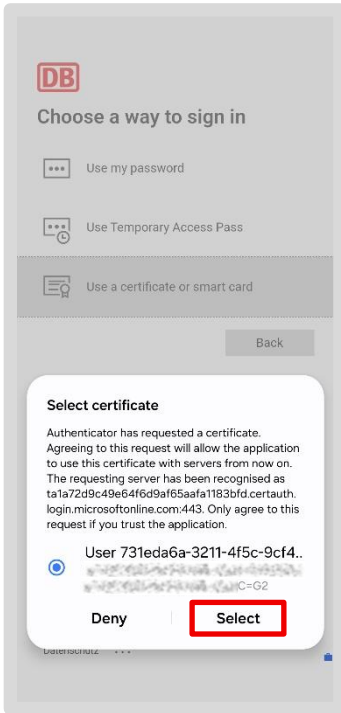 DB
Choose a way to sign in
Use my password
Use Temporary Access Pass
Use a certificate or smart card
Back
Select certificate
Authenticator has requested a certificate.
Agreeing to this request will allow the application
to use this certificate with servers from now on.
The requesting server has been recognised as
ta1a72d9c49e64f6d9af65aafa1183bfd.certauth.
login.microsoftonline.com:443. Only agree to this
request if you trust the application.
User 731eda6a-3211-4f5c-9cf4..
C=G2
Deny Select
Datenschutz ...